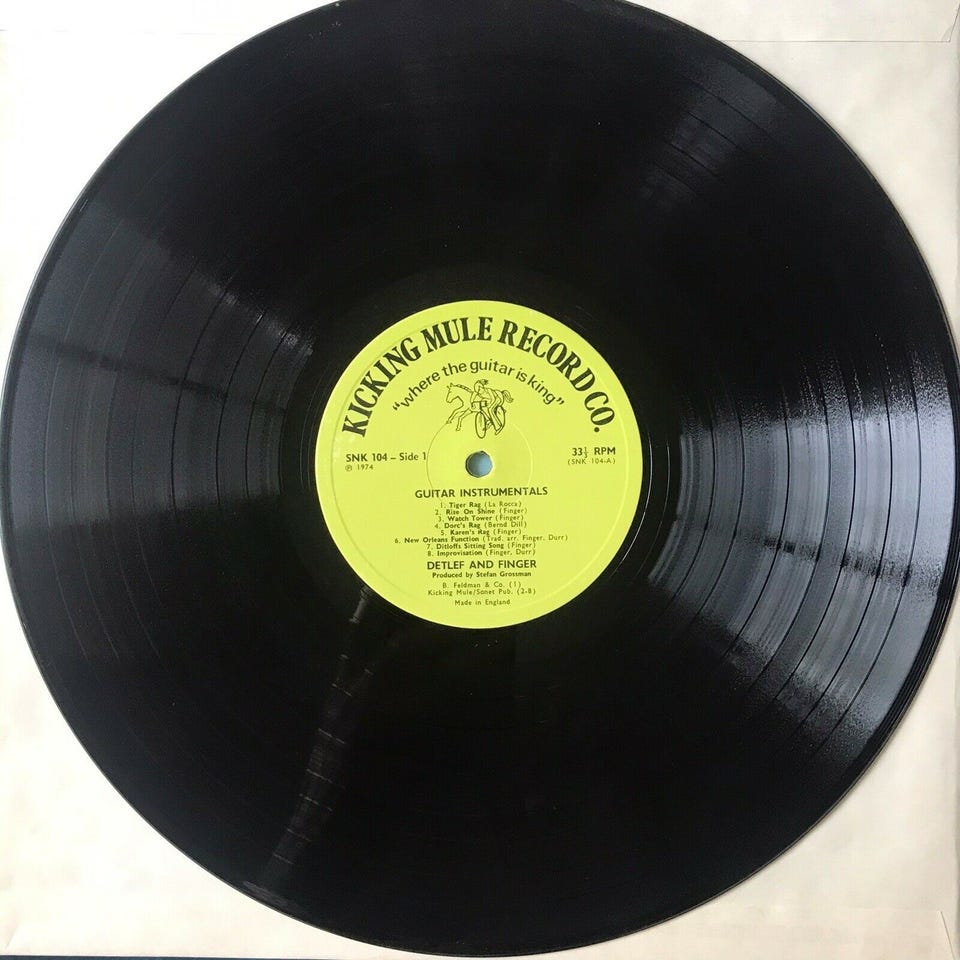 KICKING MULE RECORD CO.
"where the guitar is king"
SNK 104 – Side 1
℗ 1974
33⅓ RPM
(SNK 104-A)
GUITAR INSTRUMENTALS
1. Tiger Rag (La Rocca)
2. Rise On Shine (Finger)
3. Watch Tower (Finger)
4. Dorc's Rag (Bernd Dill)
5. Karen's Rag (Finger)
6. New Orleans Function (Trad. arr. Finger, Durr)
7. Ditloffs Sitting Song (Finger)
8. Improvisation (Finger, Durr)
DETLEF AND FINGER
Produced by Stefan Grossman
B. Feldman & Co. (1)
Kicking Mule/Sonet Pub. (2-8)
Made in England